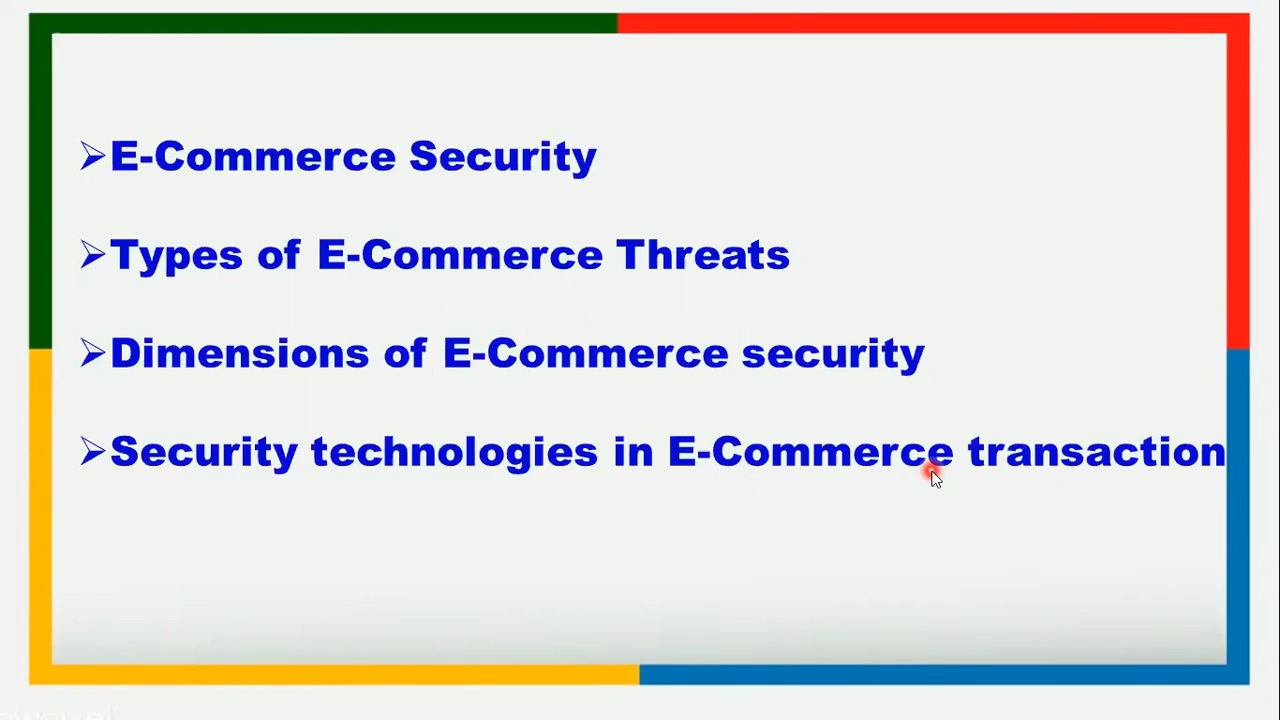 ➢E-Commerce Security
➢Types of E-Commerce Threats
➢Dimensions of E-Commerce security
➢Security technologies in E-Commerce transaction